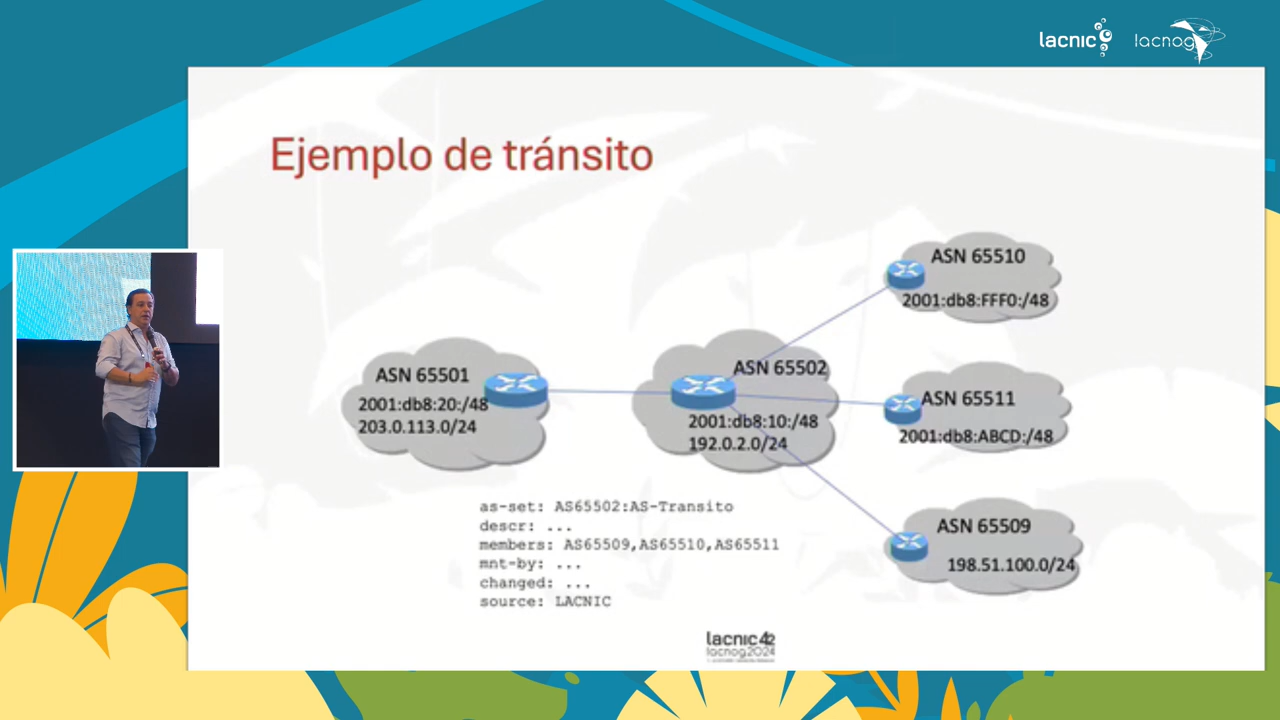 lacnic
lacnog
Ejemplo de tránsito
ASN 65510
2001:db8:FFF0:/48
ASN 65501
2001:db8:20:/48
203.0.113.0/24
ASN 65502
2001:db8:10:/48
192.0.2.0/24
ASN 65511
2001:db8:ABCD:/48
ASN 65509
198.51.100.0/24
as-set: AS65502:AS-Transito
descr: ...
members: AS65509,AS65510,AS65511
mnt-by: ...
changed: ...
source: LACNIC
lacnic42
lacnog2024